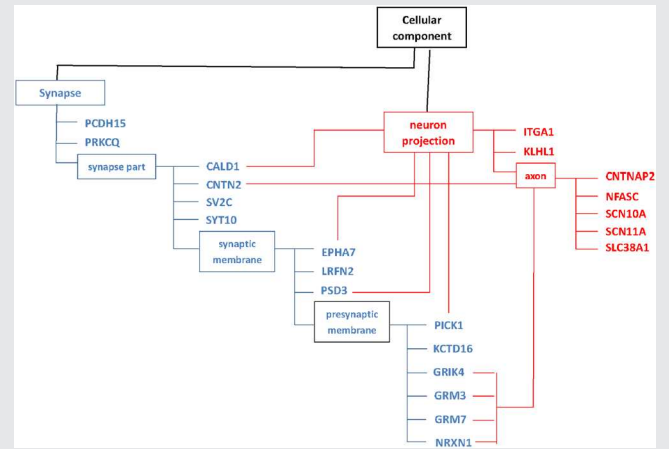 Cellular
component
Synapse
PCDH15
PRKCQ
synapse part
neuron
projection
ITGA1
KLHL1
axon
CALD1
CNTN2
SV2C
SYT10
CNTNAP2
NFASC
SCN10A
SCN11A
SLC38A1
synaptic
membrane
EPHA7
LRFN2
PSD3
presynaptic
membrane
PICK1
KCTD16
GRIK4
GRM3
GRM7
NRXN1